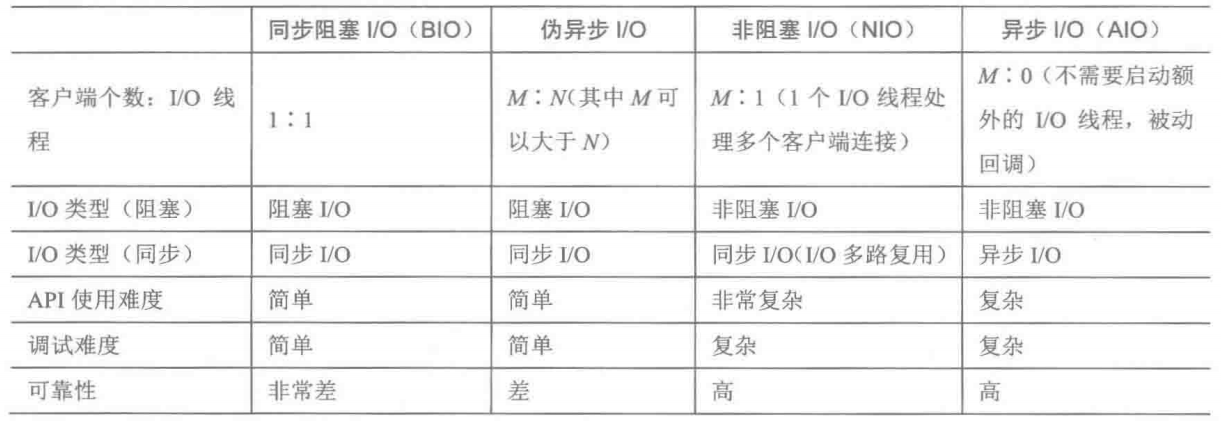 同步阻塞 I/O（BIO） 伪异步 I/O 非阻塞 I/O（NIO） 异步 I/O（AIO）
客户端个数：I/O 线程
1：1
M：N(其中 M 可以大于 N）
M：1（1 个 I/O 线程处理多个客户端连接）
M：0（不需要启动额外的 I/O 线程，被动回调）
I/O 类型（阻塞） 阻塞 I/O 阻塞 I/O 非阻塞 I/O 非阻塞 I/O
I/O 类型（同步） 同步 I/O 同步 I/O 同步 I/O(I/O 多路复用） 异步 I/O
API 使用难度 简单 简单 非常复杂 复杂
调试难度 简单 简单 复杂 复杂
可靠性 非常差 差 高 高